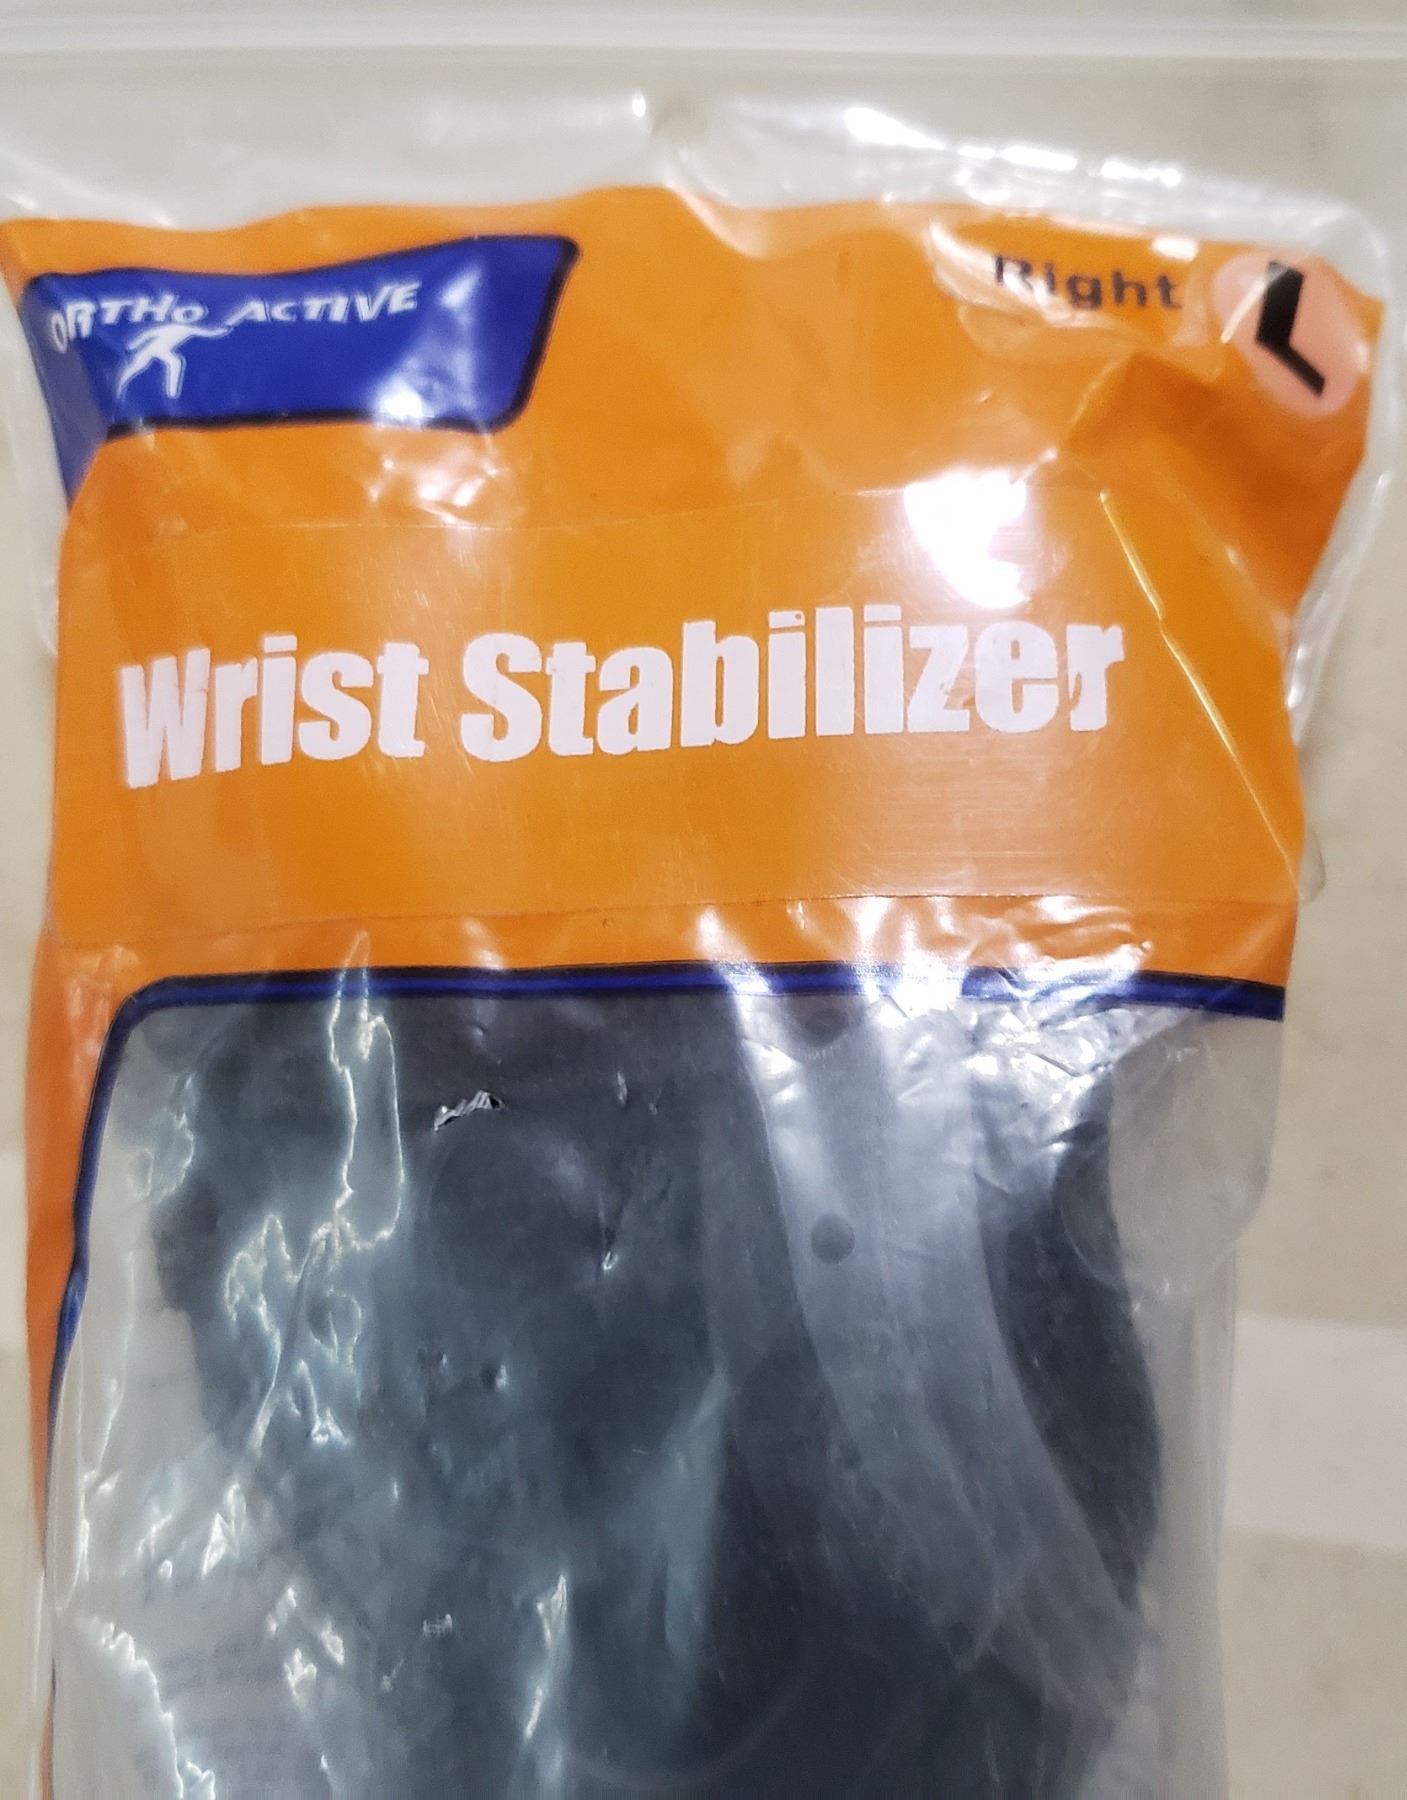 ORTHo ACTIVE
Right L
Wrist Stabilizer